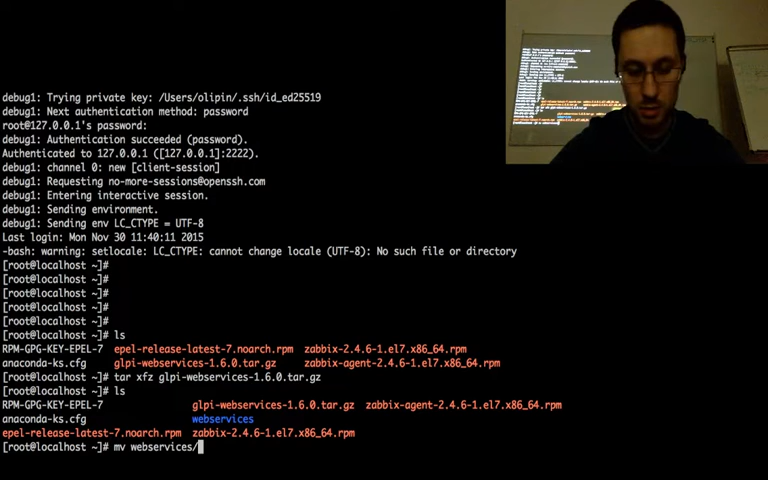 debug1: Trying private key: /Users/olipin/.ssh/id_ed25519
debug1: Next authentication method: password
root@127.0.0.1's password:
debug1: Authentication succeeded (password).
Authenticated to 127.0.0.1 ([127.0.0.1]:2222).
debug1: channel 0: new [client-session]
debug1: Requesting no-more-sessions@openssh.com
debug1: Entering interactive session.
debug1: Sending environment.
debug1: Sending env LC_CTYPE = UTF-8
Last login: Mon Nov 30 11:40:11 2015
-bash: warning: setlocale: LC_CTYPE: cannot change locale (UTF-8): No such file or directory
[root@localhost ~]#
[root@localhost ~]#
[root@localhost ~]#
[root@localhost ~]#
[root@localhost ~]#
[root@localhost ~]# ls
RPM-GPG-KEY-EPEL-7 epel-release-latest-7.noarch.rpm zabbix-2.4.6-1.el7.x86_64.rpm
anaconda-ks.cfg glpi-webservices-1.6.0.tar.gz zabbix-agent-2.4.6-1.el7.x86_64.rpm
[root@localhost ~]# tar xfz glpi-webservices-1.6.0.tar.gz
[root@localhost ~]# ls
RPM-GPG-KEY-EPEL-7 glpi-webservices-1.6.0.tar.gz zabbix-agent-2.4.6-1.el7.x86_64.rpm
anaconda-ks.cfg webservices
epel-release-latest-7.noarch.rpm zabbix-2.4.6-1.el7.x86_64.rpm
[root@localhost ~]# mv webservices/